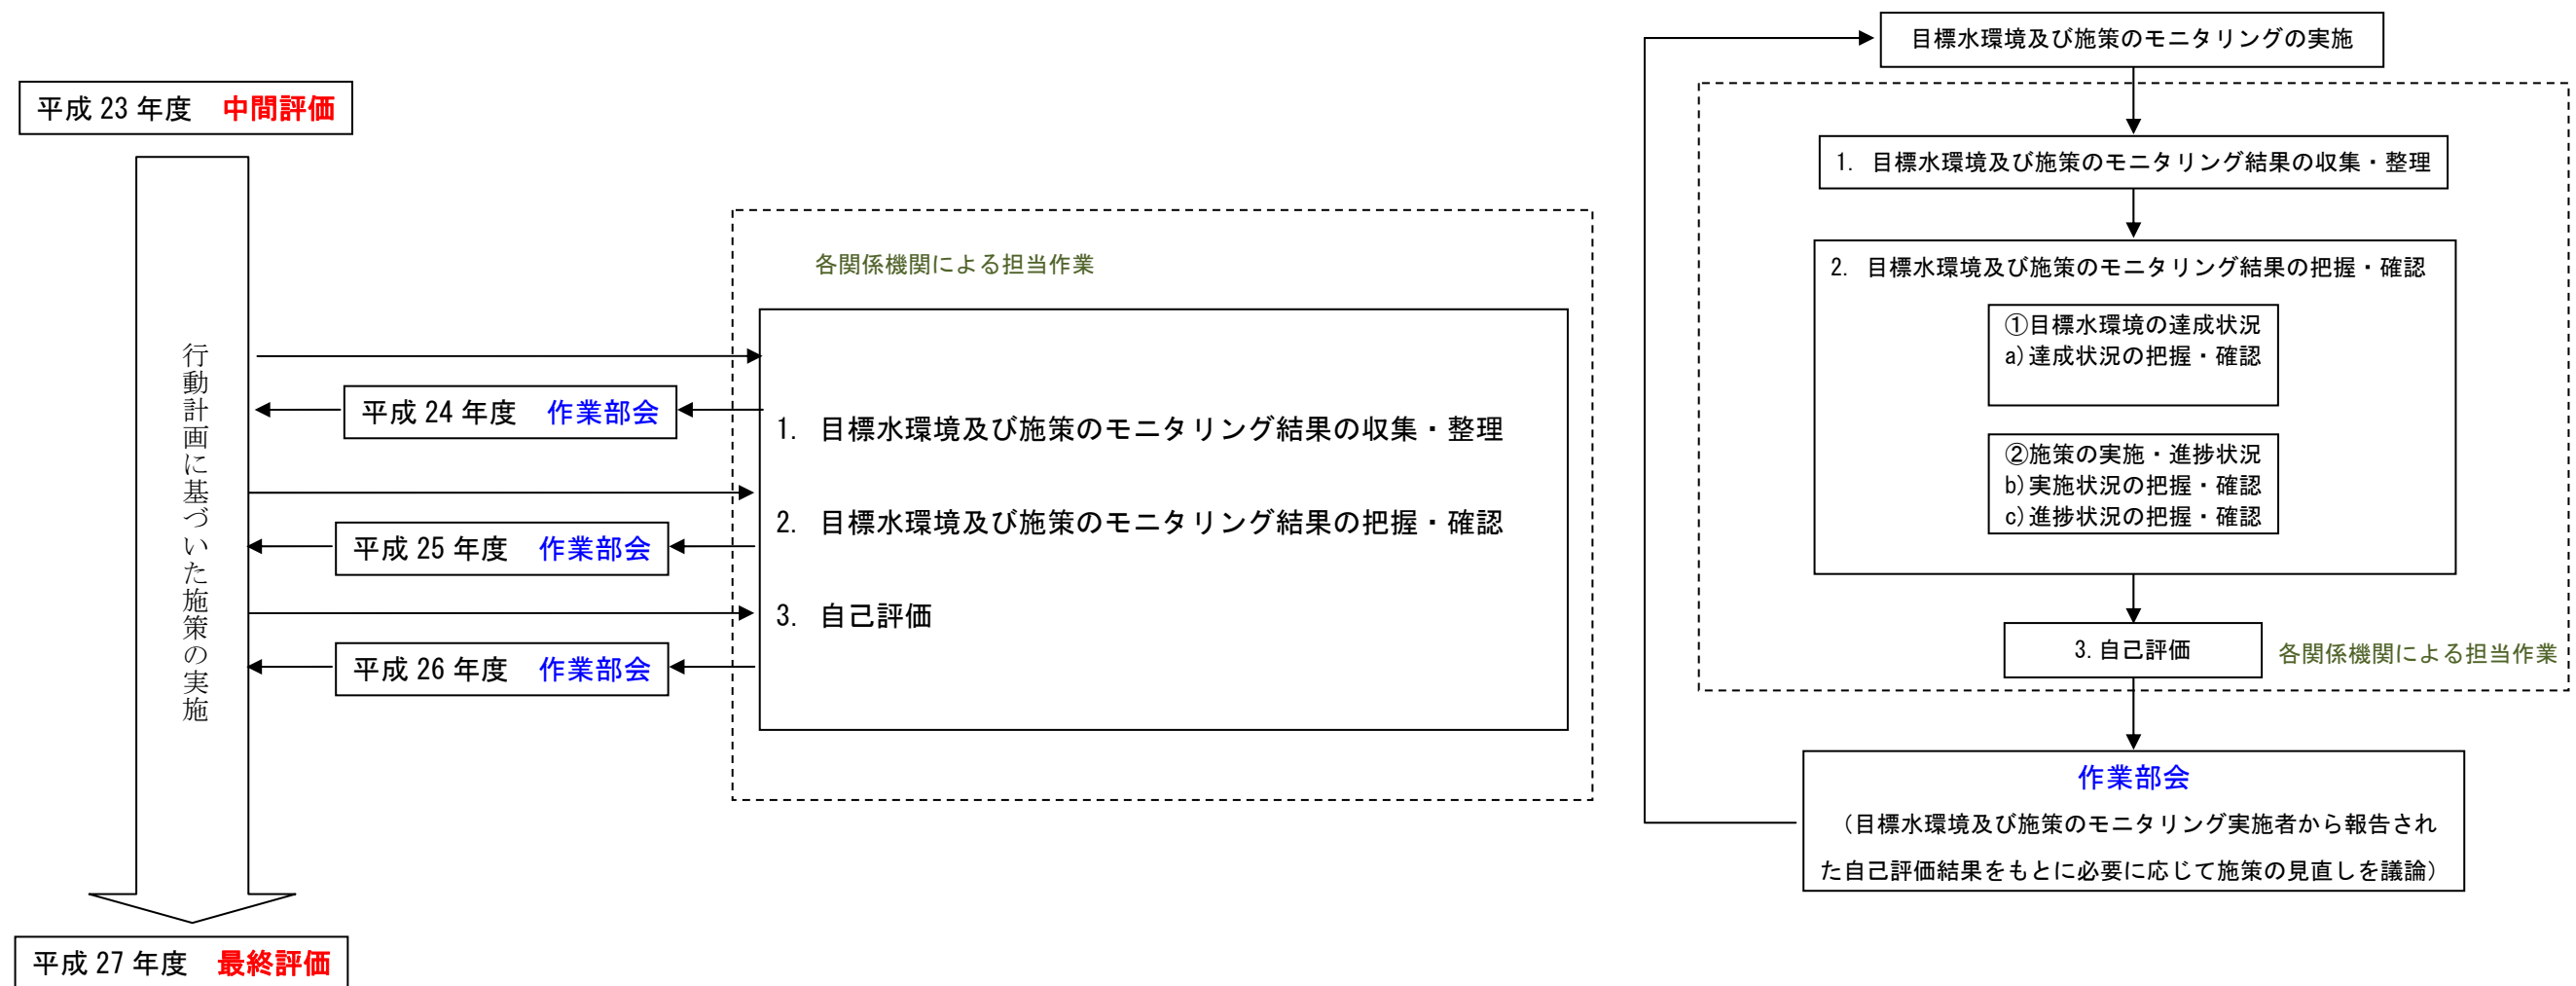 平成 23 年度　中間評価
行動計画に基づいた施策の実施
平成 27 年度　最終評価
平成 24 年度　作業部会
平成 25 年度　作業部会
平成 26 年度　作業部会
各関係機関による担当作業
1. 目標水環境及び施策のモニタリング結果の収集・整理
2. 目標水環境及び施策のモニタリング結果の把握・確認
3. 自己評価
目標水環境及び施策のモニタリングの実施
1. 目標水環境及び施策のモニタリング結果の収集・整理
2. 目標水環境及び施策のモニタリング結果の把握・確認
①目標水環境の達成状況
a)達成状況の把握・確認
②施策の実施・進捗状況
b)実施状況の把握・確認
c)進捗状況の把握・確認
3.自己評価
各関係機関による担当作業
作業部会
（目標水環境及び施策のモニタリング実施者から報告され
た自己評価結果をもとに必要に応じて施策の見直しを議論）